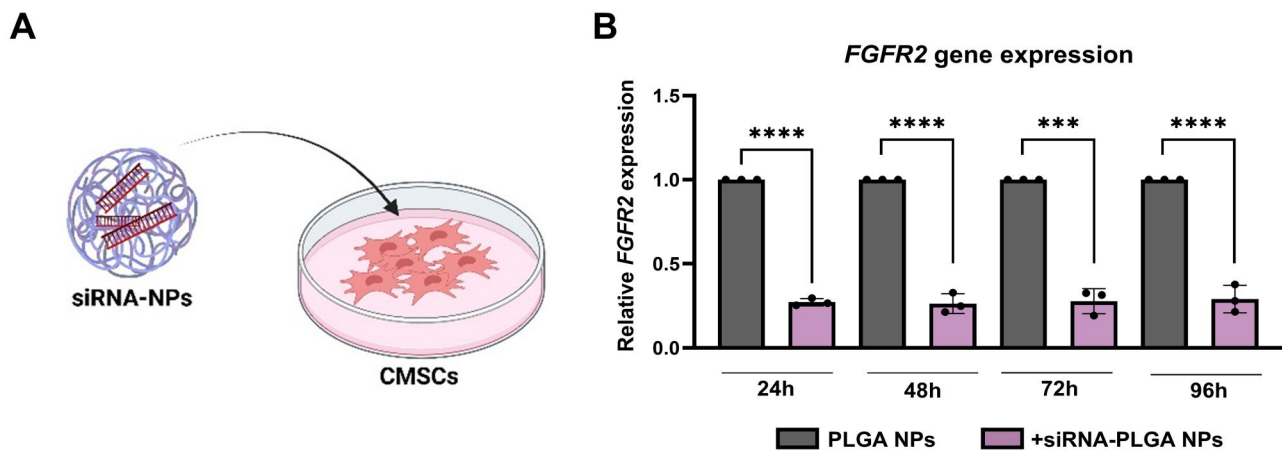 A
siRNA-NPs
CMSCs
B
FGFR2 gene expression
Relative FGFR2 expression
1.5
1.0
0.5
0.0
**** **** *** ****
24h 48h 72h 96h
PLGA NPs +siRNA-PLGA NPs